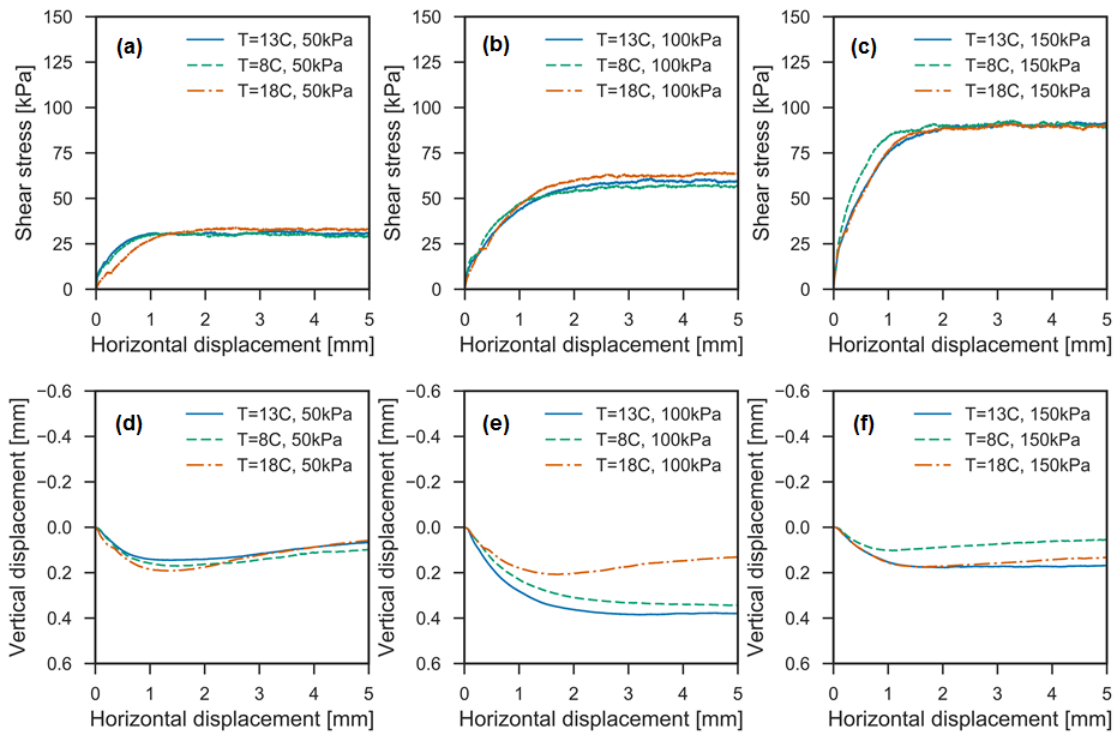 (a)
T=13C, 50kPa
T=8C, 50kPa
T=18C, 50kPa
150
125
100
75
50
25
0
Shear stress [kPa]
0 1 2 3 4 5
Horizontal displacement [mm]
(b)
T=13C, 100kPa
T=8C, 100kPa
T=18C, 100kPa
150
125
100
75
50
25
0
Shear stress [kPa]
0 1 2 3 4 5
Horizontal displacement [mm]
(c)
T=13C, 150kPa
T=8C, 150kPa
T=18C, 150kPa
150
125
100
75
50
25
0
Shear stress [kPa]
0 1 2 3 4 5
Horizontal displacement [mm]
(d)
T=13C, 50kPa
T=8C, 50kPa
T=18C, 50kPa
−0.6
−0.4
−0.2
0.0
0.2
0.4
0.6
Vertical displacement [mm]
0 1 2 3 4 5
Horizontal displacement [mm]
(e)
T=13C, 100kPa
T=8C, 100kPa
T=18C, 100kPa
−0.6
−0.4
−0.2
0.0
0.2
0.4
0.6
Vertical displacement [mm]
0 1 2 3 4 5
Horizontal displacement [mm]
(f)
T=13C, 150kPa
T=8C, 150kPa
T=18C, 150kPa
−0.6
−0.4
−0.2
0.0
0.2
0.4
0.6
Vertical displacement [mm]
0 1 2 3 4 5
Horizontal displacement [mm]